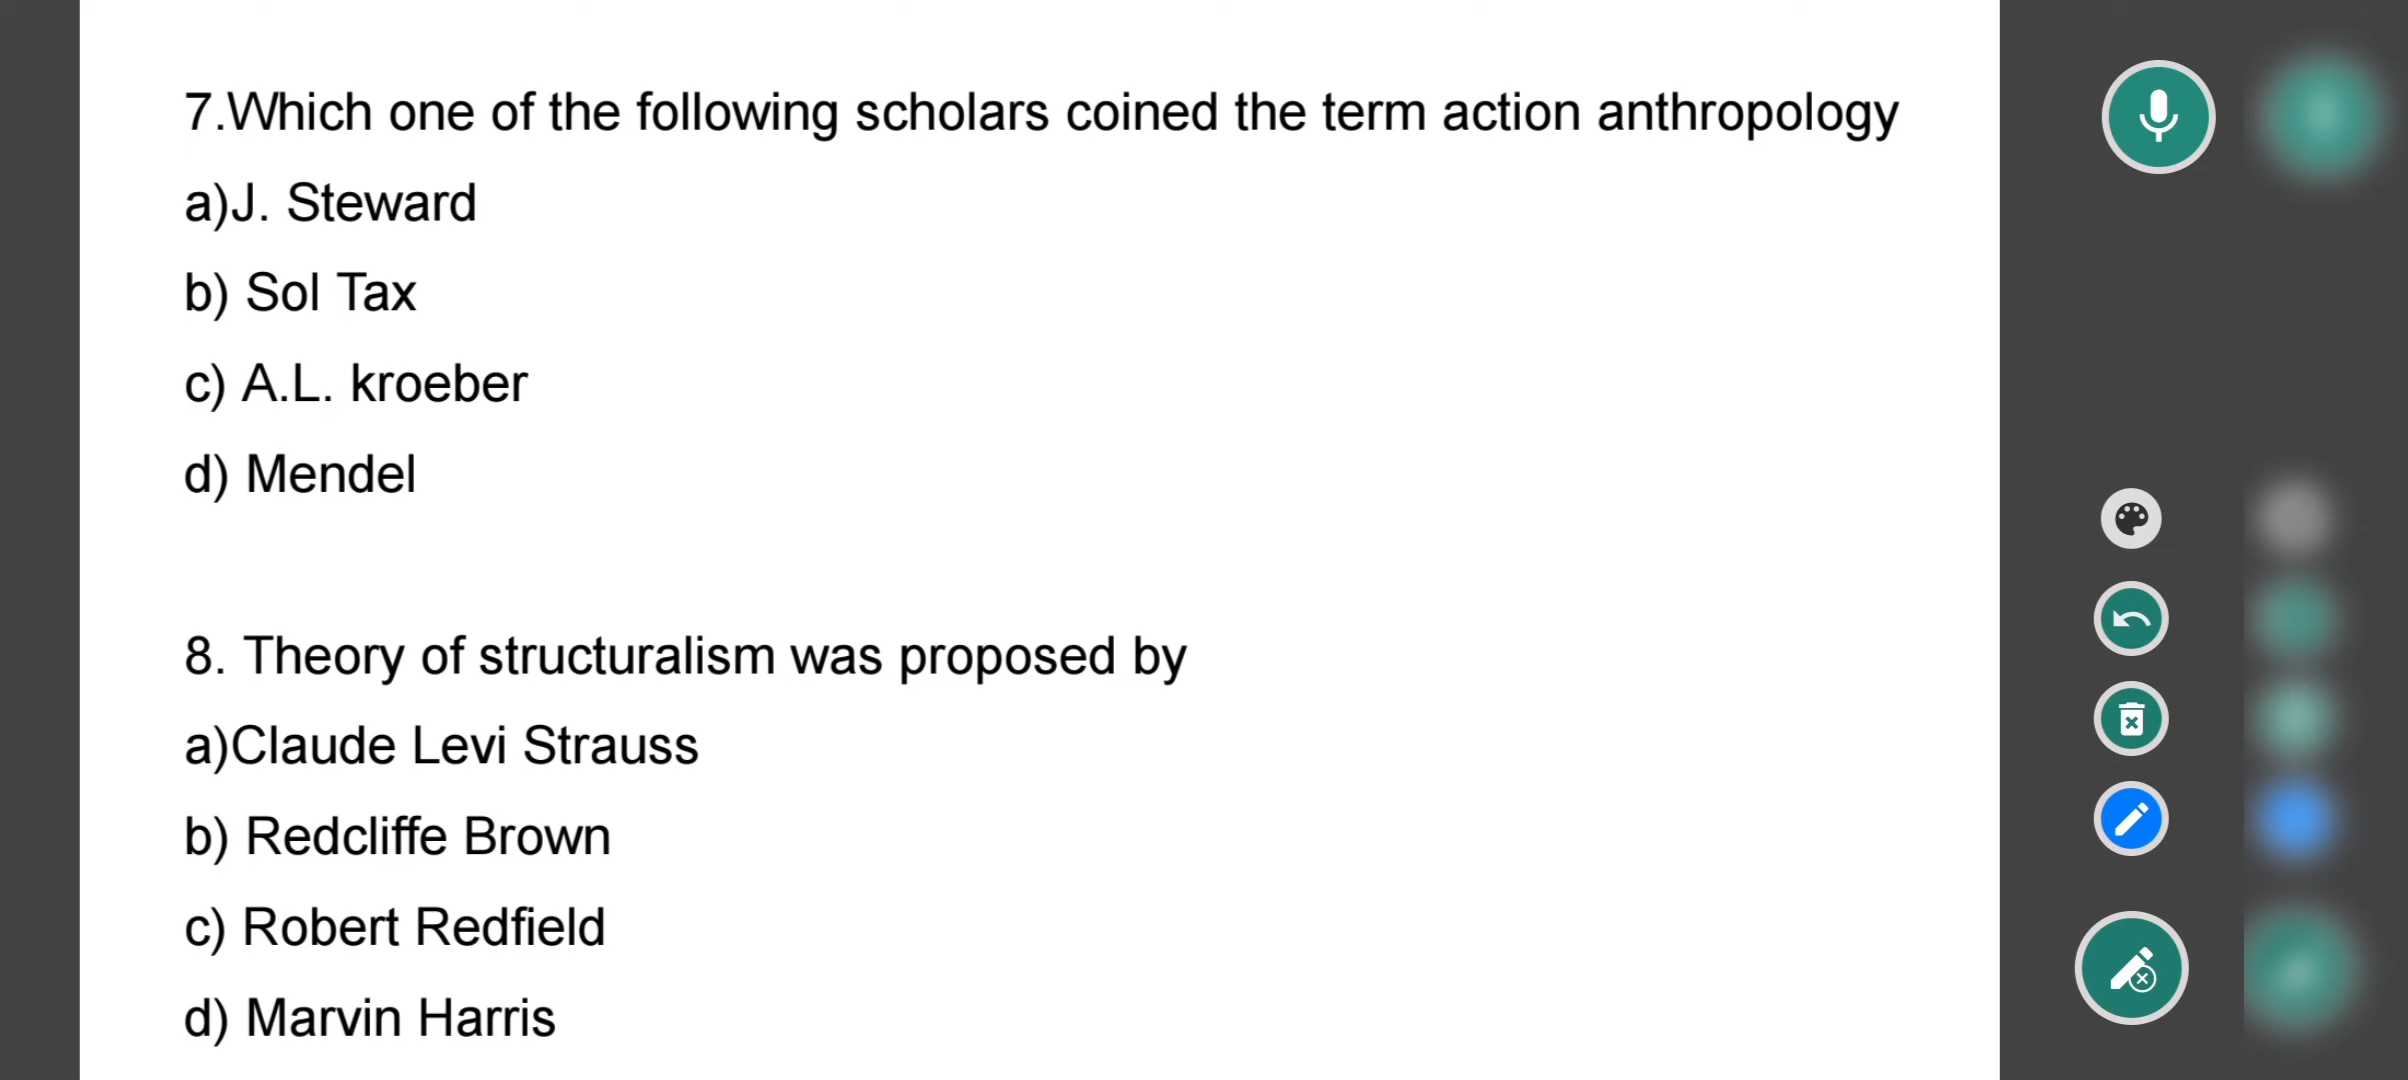 7.Which one of the following scholars coined the term action anthropology
a)J. Steward
b) Sol Tax
c) A.L. kroeber
d) Mendel
8. Theory of structuralism was proposed by
a)Claude Levi Strauss
b) Redcliffe Brown
c) Robert Redfield
d) Marvin Harris